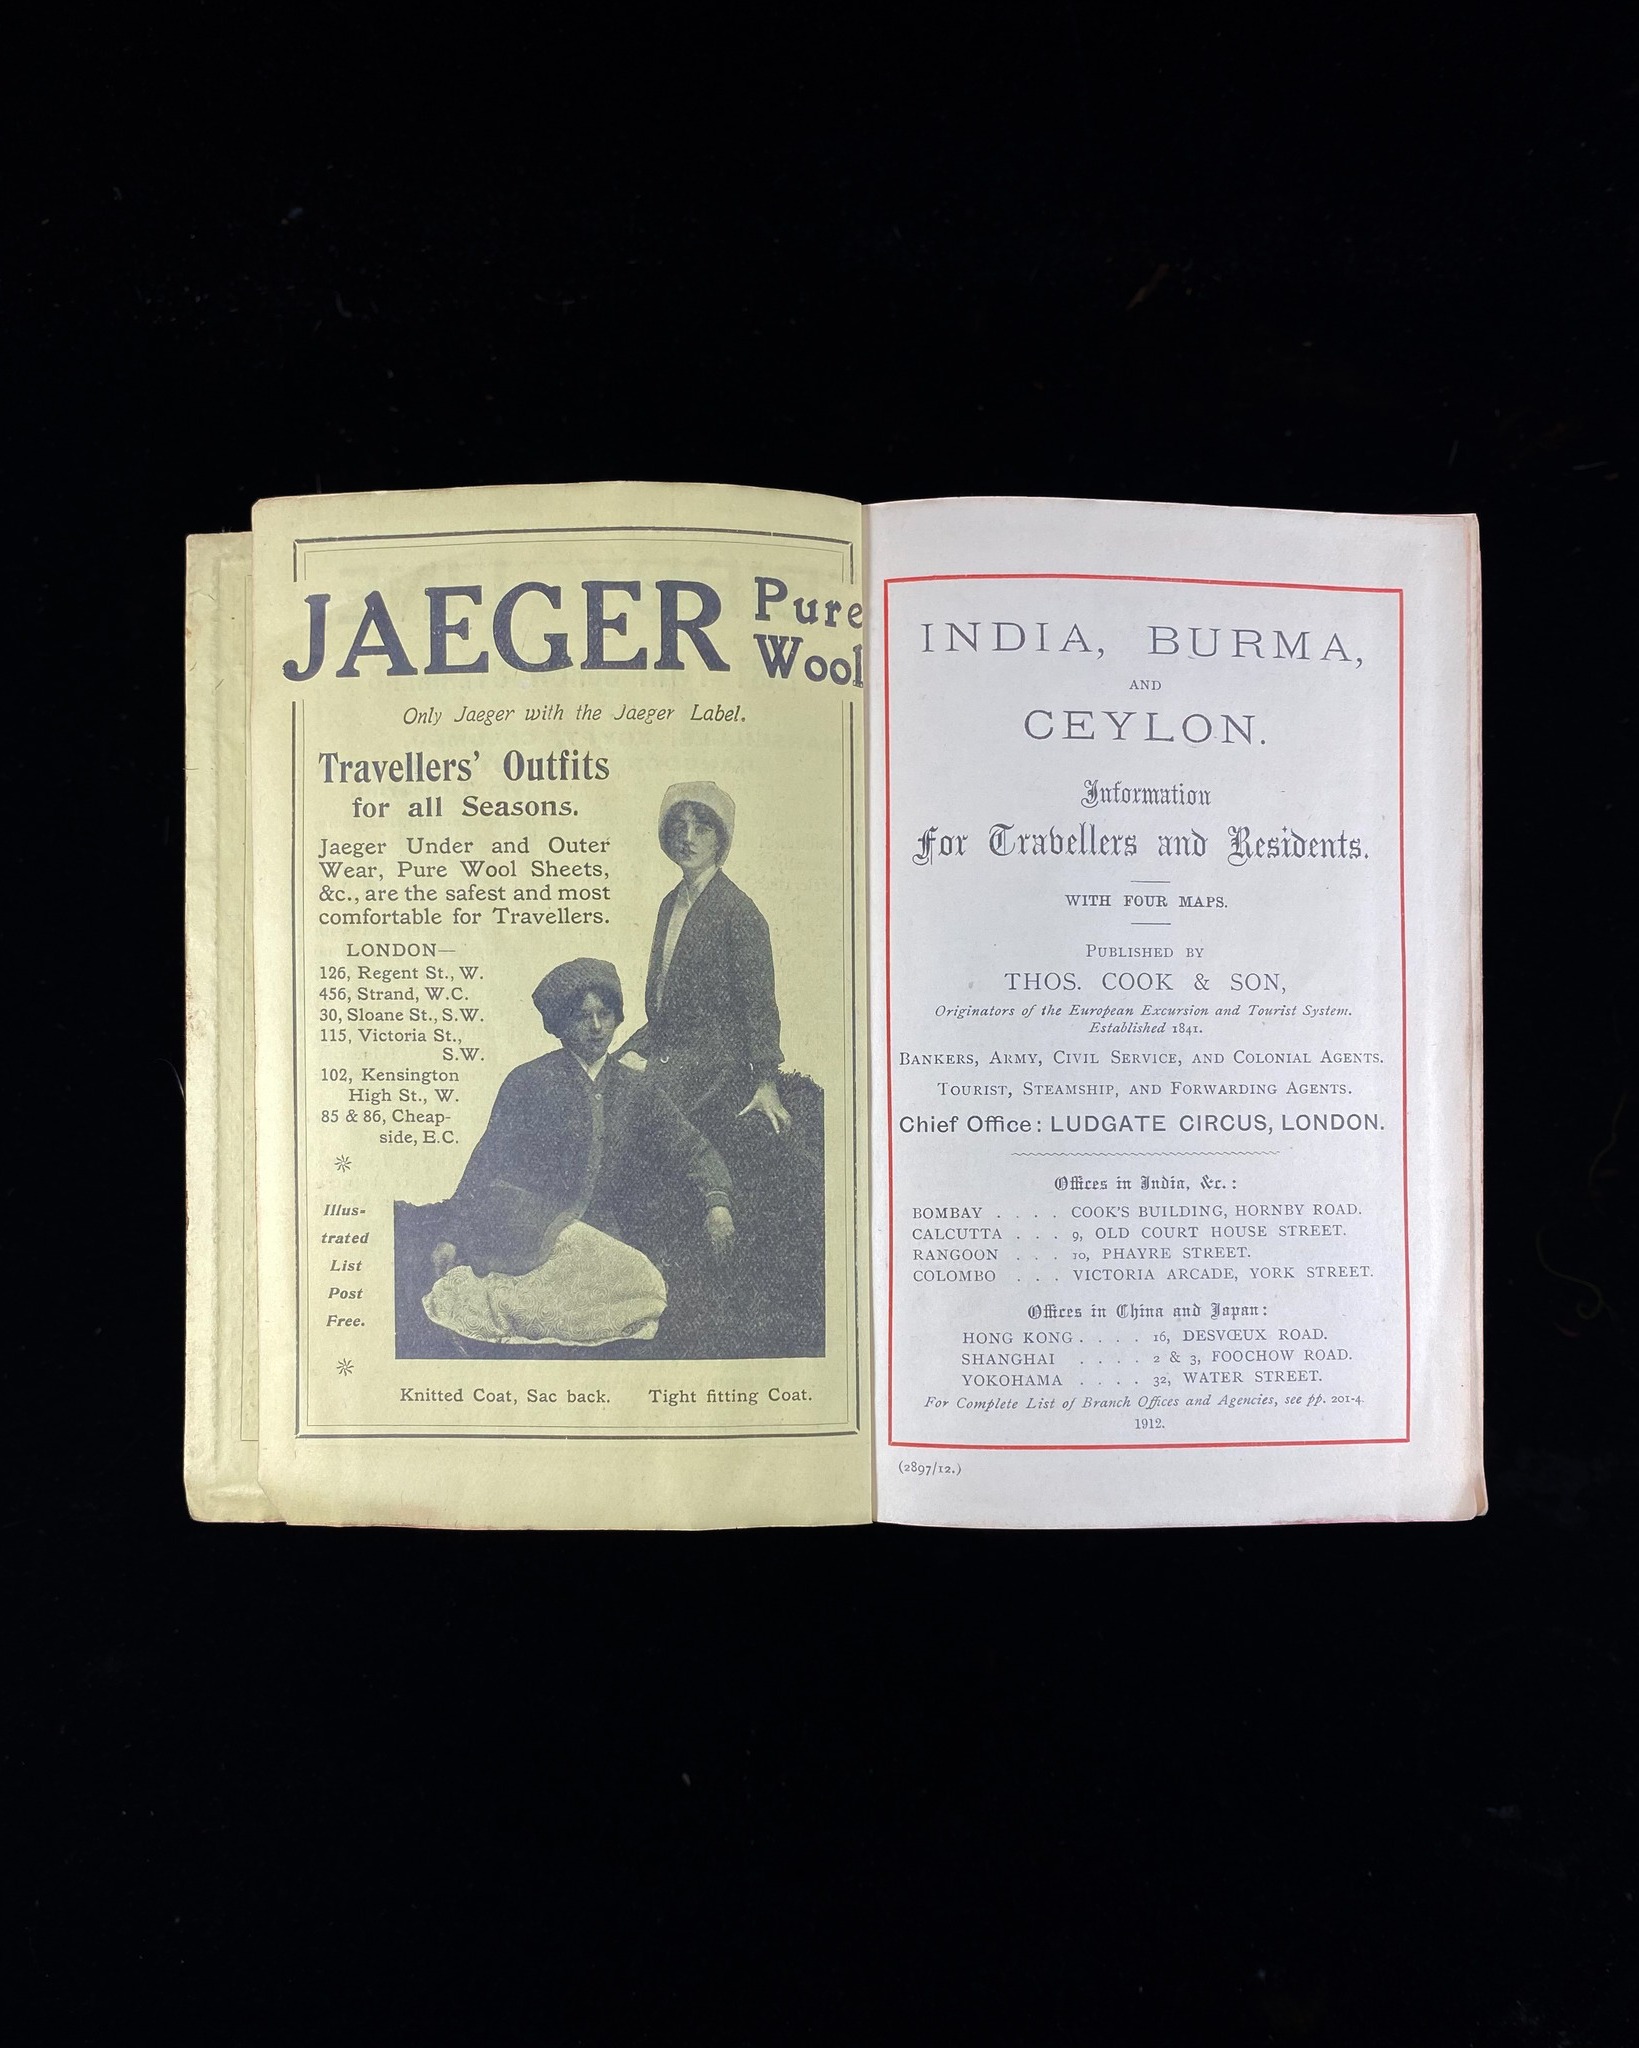 JAEGER Pure
Wool
Only Jaeger with the Jaeger Label.
Travellers' Outfits
for all Seasons.
Jaeger Under and Outer
Wear, Pure Wool Sheets,
&c., are the safest and most
comfortable for Travellers.
LONDON—
126, Regent St., W.
456, Strand, W.C.
30, Sloane St., S.W.
115, Victoria St.,
S.W.
102, Kensington
High St., W.
85 & 86, Cheap-
side, E.C.
Illus-
trated
List
Post
Free.
Knitted Coat, Sac back. Tight fitting Coat.
INDIA, BURMA,
AND
CEYLON.
Information
For Travellers and Residents.
WITH FOUR MAPS.
PUBLISHED BY
THOS. COOK & SON,
Originators of the European Excursion and Tourist System.
Established 1841.
BANKERS, ARMY, CIVIL SERVICE, AND COLONIAL AGENTS.
TOURIST, STEAMSHIP, AND FORWARDING AGENTS.
Chief Office: LUDGATE CIRCUS, LONDON.
Offices in India, &c.:
BOMBAY . . . . COOK'S BUILDING, HORNBY ROAD.
CALCUTTA . . . 9, OLD COURT HOUSE STREET.
RANGOON . . . 10, PHAYRE STREET.
COLOMBO . . . VICTORIA ARCADE, YORK STREET.
Offices in China and Japan:
HONG KONG . . . . 16, DESVŒUX ROAD.
SHANGHAI . . . . 2 & 3, FOOCHOW ROAD.
YOKOHAMA . . . . 32, WATER STREET.
For Complete List of Branch Offices and Agencies, see pp. 201-4.
1912.
(2897/12.)